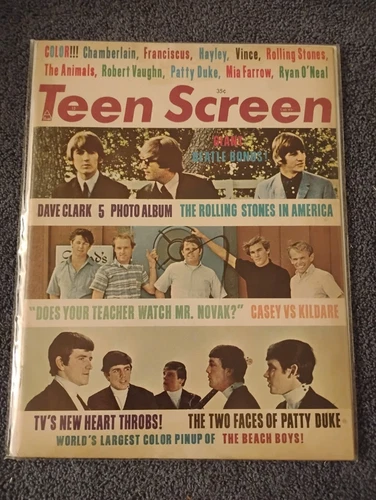 COLOR!!! Chamberlain, Franciscus, Hayley, Vince, Rolling Stones,
The Animals, Robert Vaughn, Patty Duke, Mia Farrow, Ryan O'Neal
35¢
Teen Screen
GIANT
BEATLE BONUS!
DAVE CLARK 5 PHOTO ALBUM THE ROLLING STONES IN AMERICA
"DOES YOUR TEACHER WATCH MR. NOVAK?" CASEY VS KILDARE
TV'S NEW HEART THROBS! THE TWO FACES OF PATTY DUKE
WORLD'S LARGEST COLOR PINUP OF THE BEACH BOYS!